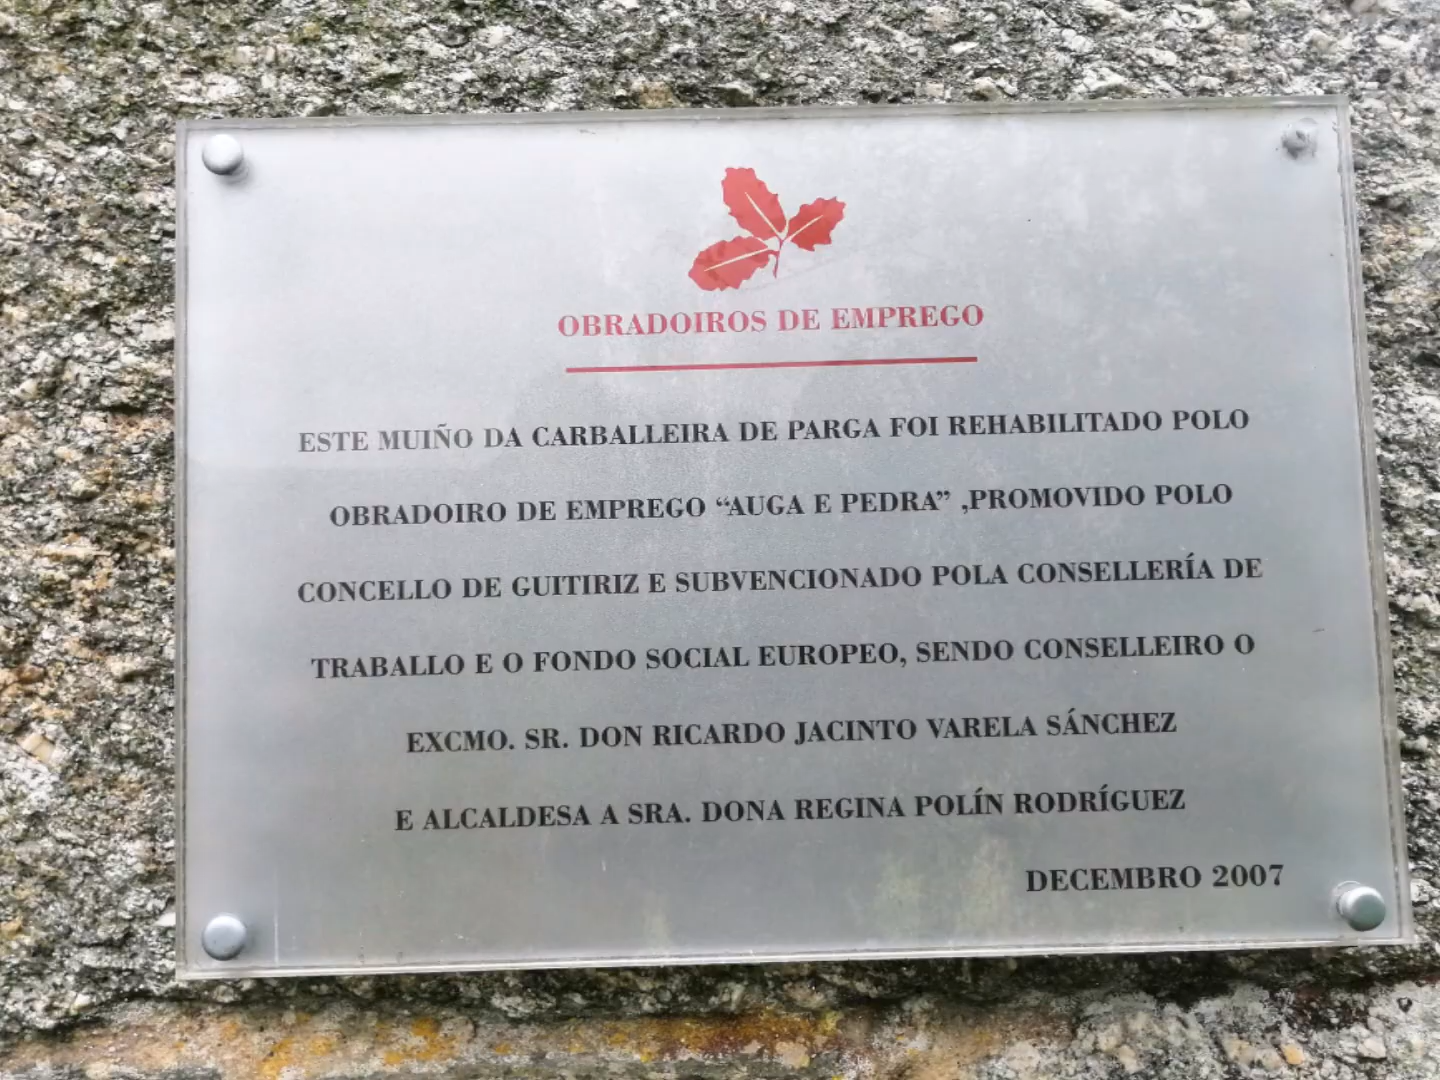 OBRADOIROS DE EMPREGO
ESTE MUIÑO DA CARBALLEIRA DE PARGA FOI REHABILITADO POLO
OBRADOIRO DE EMPREGO “AUGA E PEDRA” ,PROMOVIDO POLO
CONCELLO DE GUITIRIZ E SUBVENCIONADO POLA CONSELLERÍA DE
TRABALLO E O FONDO SOCIAL EUROPEO, SENDO CONSELLEIRO O
EXCMO. SR. DON RICARDO JACINTO VARELA SÁNCHEZ
E ALCALDESA A SRA. DONA REGINA POLÍN RODRÍGUEZ
DECEMBRO 2007